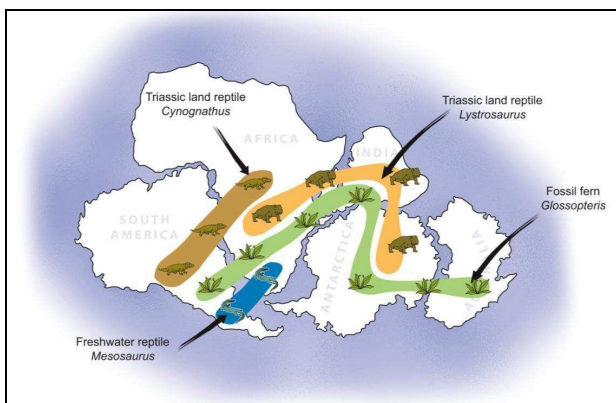 Triassic land reptile
Cynognathus
Triassic land reptile
Lystrosaurus
AFRICA
INDIA
Fossil fern
Glossopteris
SOUTH
AMERICA
ANTARCTICA
Freshwater reptile
Mesosaurus